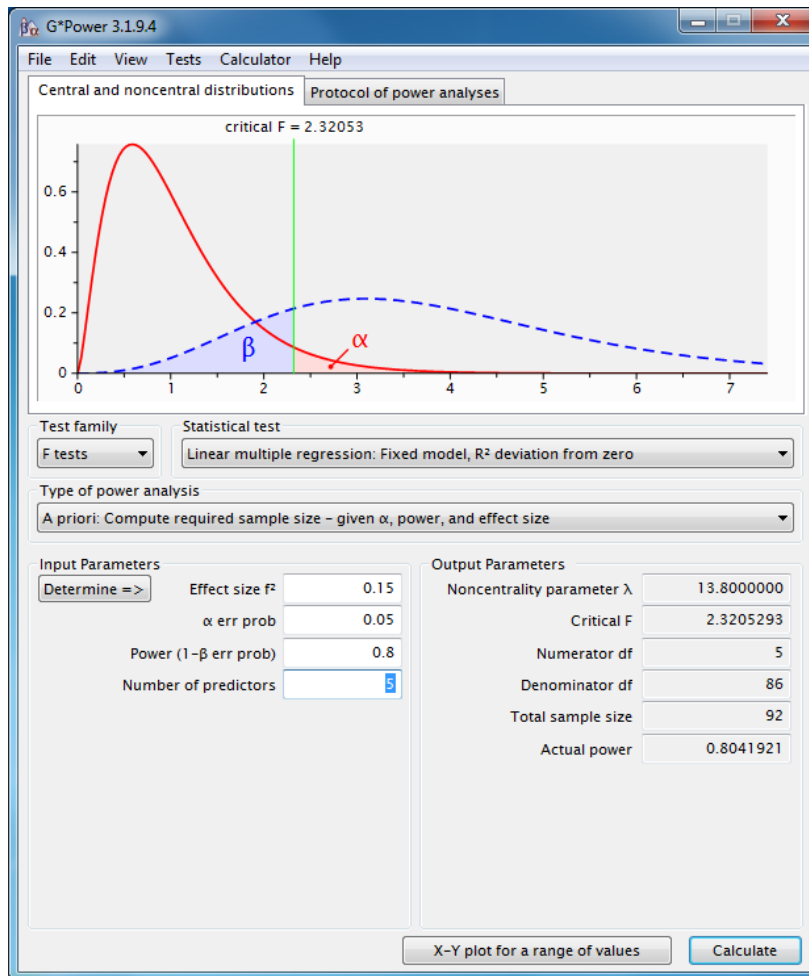 G*Power 3.1.9.4
File Edit View Tests Calculator Help
Central and noncentral distributions Protocol of power analyses
critical F = 2.32053
0.6
0.4
0.2
0
β
α
0 1 2 3 4 5 6 7
Test family Statistical test
F tests Linear multiple regression: Fixed model, R² deviation from zero
Type of power analysis
A priori: Compute required sample size – given α, power, and effect size
Input Parameters Output Parameters
Determine => Effect size f² 0.15 Noncentrality parameter λ 13.8000000
α err prob 0.05 Critical F 2.3205293
Power (1-β err prob) 0.8 Numerator df 5
Number of predictors 5 Denominator df 86
Total sample size 92
Actual power 0.8041921
X-Y plot for a range of values Calculate